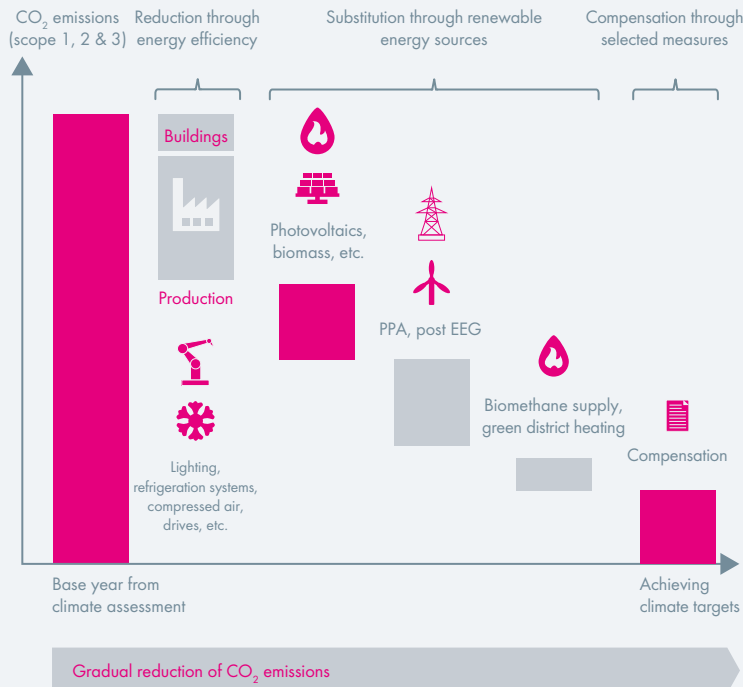 CO₂ emissions
(scope 1, 2 & 3)
Reduction through
energy efficiency
Substitution through renewable
energy sources
Compensation through
selected measures
Buildings
Production
Lighting,
refrigeration systems,
compressed air,
drives, etc.
Photovoltaics,
biomass, etc.
PPA, post EEG
Biomethane supply,
green district heating
Compensation
Base year from
climate assessment
Achieving
climate targets
Gradual reduction of CO₂ emissions